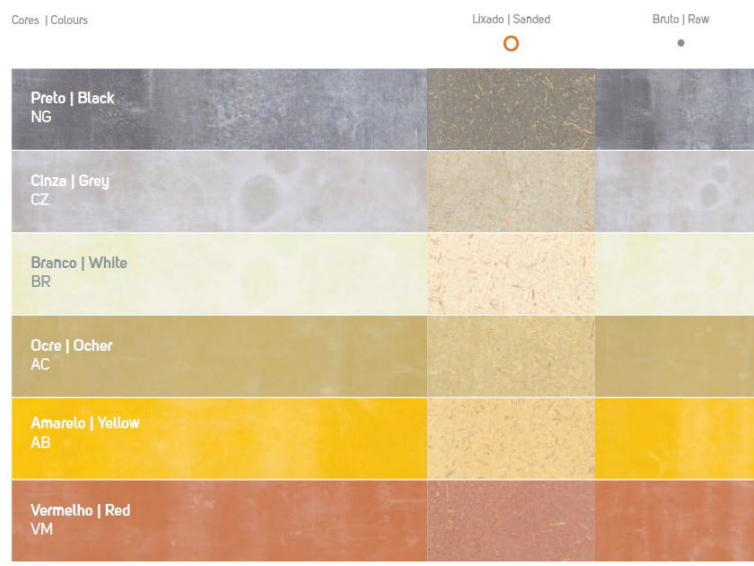 Cores | Colours
Lixado | Sanded
Bruto | Raw
Preto | Black
NG
Cinza | Grey
CZ
Branco | White
BR
Ocre | Ocher
AC
Amarelo | Yellow
AB
Vermelho | Red
VM